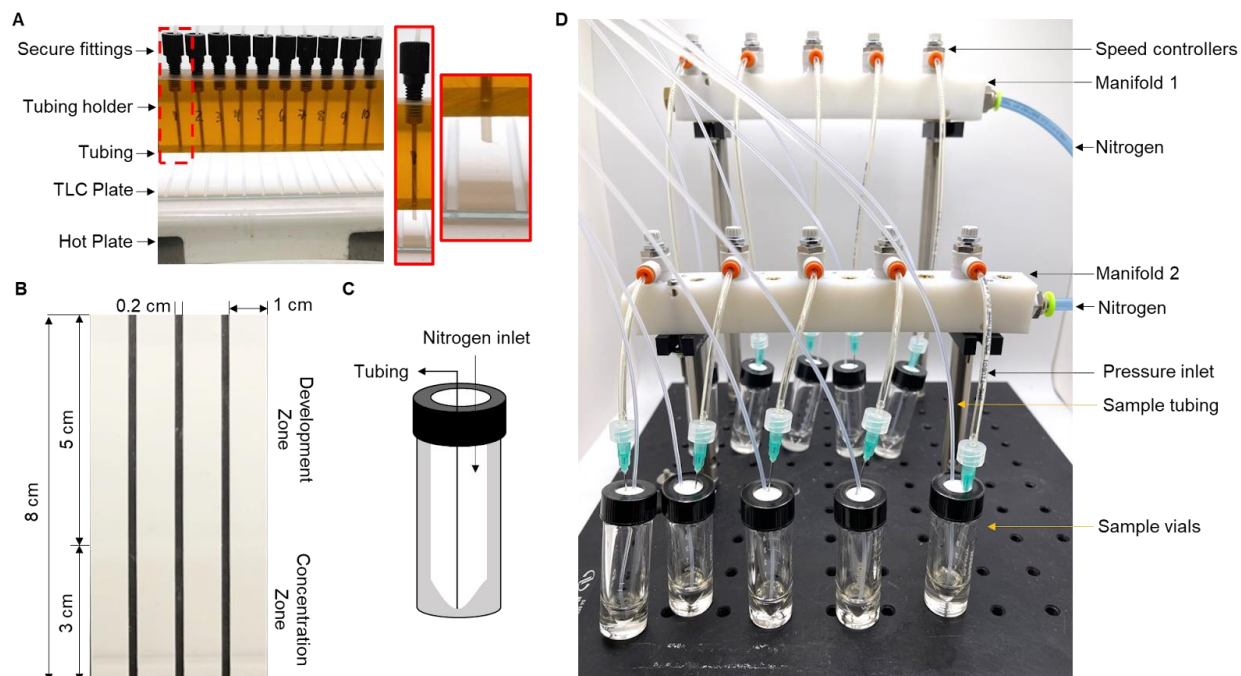 A
Secure fittings
Tubing holder
Tubing
TLC Plate
Hot Plate
B
0.2 cm
1 cm
8 cm
5 cm
3 cm
Development
Zone
Concentration
Zone
C
Nitrogen inlet
Tubing
D
Speed controllers
Manifold 1
Nitrogen
Manifold 2
Nitrogen
Pressure inlet
Sample tubing
Sample vials